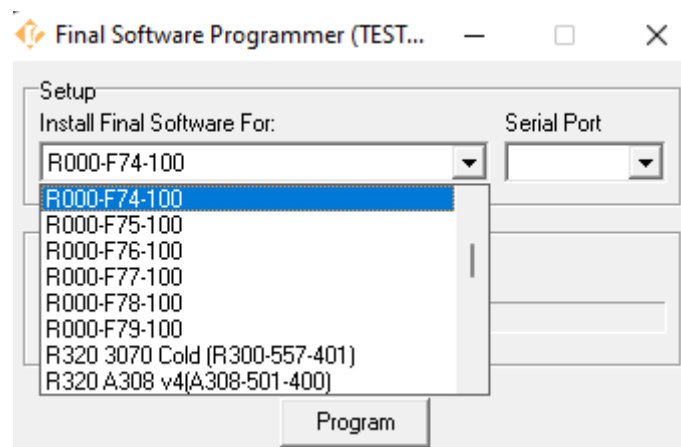 Final Software Programmer (TEST...
Setup
Install Final Software For:
Serial Port
R000-F74-100
R000-F74-100
R000-F75-100
R000-F76-100
R000-F77-100
R000-F78-100
R000-F79-100
R320 3070 Cold (R300-557-401)
R320 A308 v4(A308-501-400)
Program